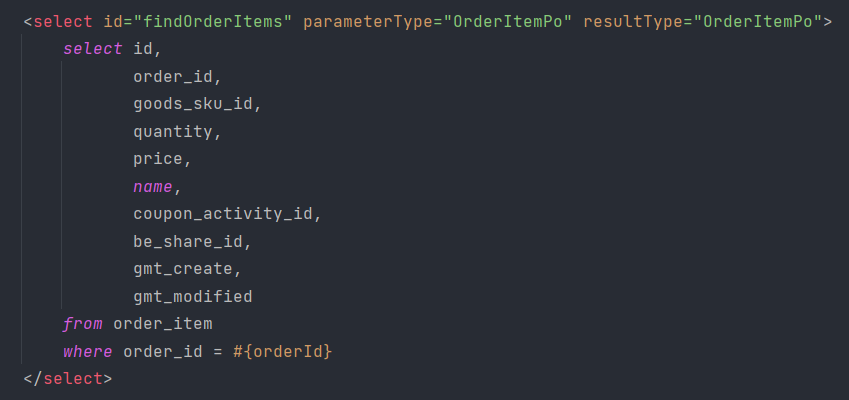 <select id="findOrderItems" parameterType="OrderItemPo" resultType="OrderItemPo">
select id,
order_id,
goods_sku_id,
quantity,
price,
name,
coupon_activity_id,
be_share_id,
gmt_create,
gmt_modified
from order_item
where order_id = #{orderId}
</select>